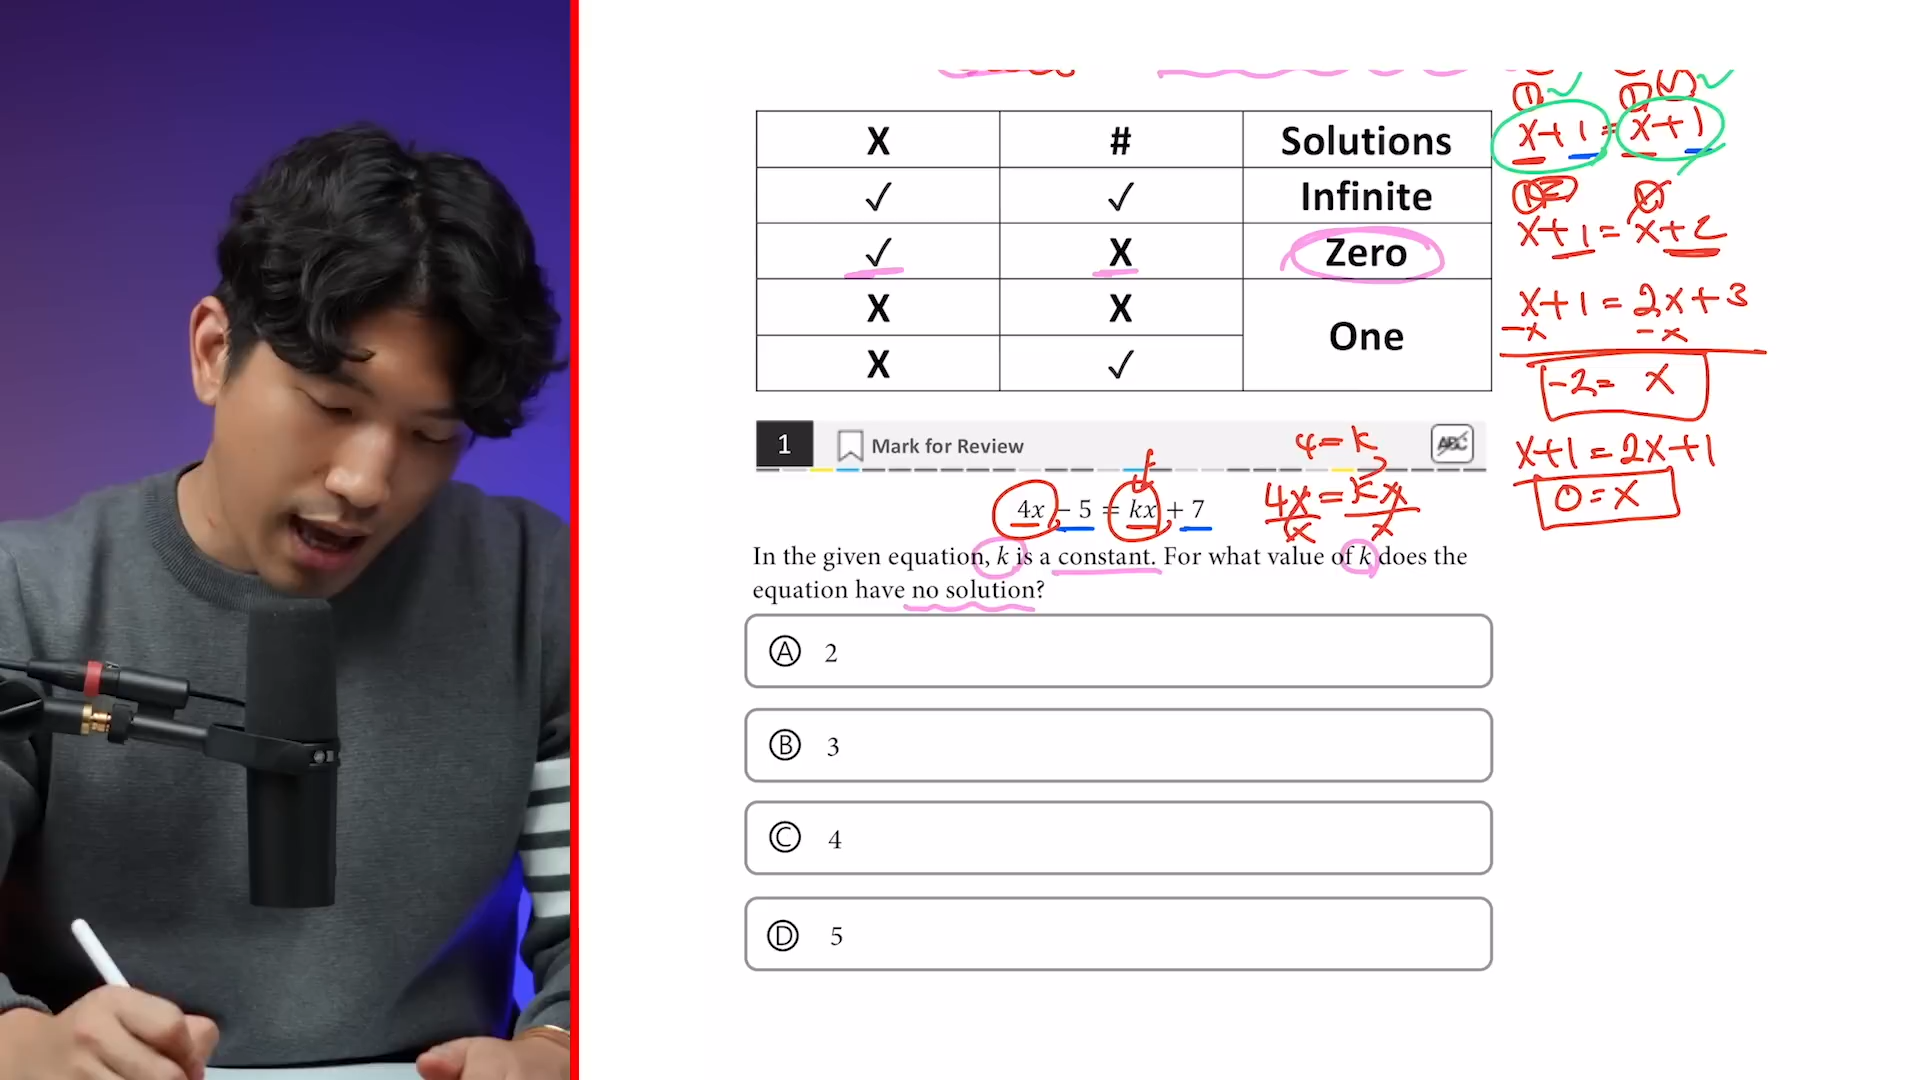 X # Solutions
✓ ✓ Infinite
✓ X Zero
X X One
X ✓
x+1 = x+1
x+1 = x+2
x+1 = 2x+3
-x -x
-2 = x
x+1 = 2x+1
0 = x
1 Mark for Review ABC
4 = k
4x − 5 = kx + 7
4x = kx
x x
In the given equation, k is a constant. For what value of k does the
equation have no solution?
A 2
B 3
C 4
D 5